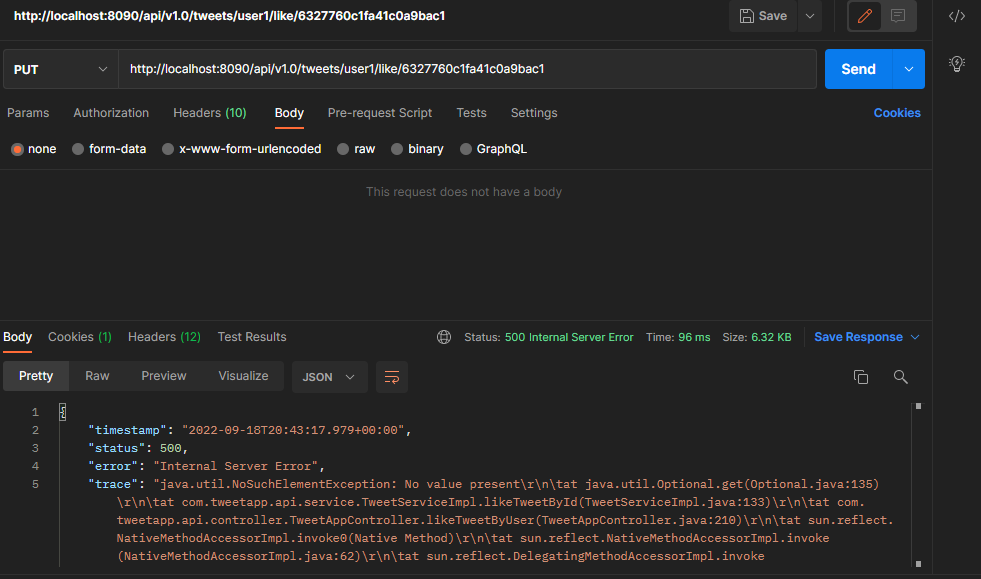 http://localhost:8090/api/v1.0/tweets/user1/like/6327760c1fa41c0a9bac1
Save
PUT
http://localhost:8090/api/v1.0/tweets/user1/like/6327760c1fa41c0a9bac1
Send
Params Authorization Headers (10) Body Pre-request Script Tests Settings Cookies
none form-data x-www-form-urlencoded raw binary GraphQL
This request does not have a body
Body Cookies (1) Headers (12) Test Results Status: 500 Internal Server Error Time: 96 ms Size: 6.32 KB Save Response
Pretty Raw Preview Visualize JSON
1 {
2 "timestamp": "2022-09-18T20:43:17.979+00:00",
3 "status": 500,
4 "error": "Internal Server Error",
5 "trace": "java.util.NoSuchElementException: No value present\r\n\tat java.util.Optional.get(Optional.java:135)
\r\n\tat com.tweetapp.api.service.TweetServiceImpl.likeTweetById(TweetServiceImpl.java:133)\r\n\tat com.
tweetapp.api.controller.TweetAppController.likeTweetByUser(TweetAppController.java:210)\r\n\tat sun.reflect.
NativeMethodAccessorImpl.invoke0(Native Method)\r\n\tat sun.reflect.NativeMethodAccessorImpl.invoke
(NativeMethodAccessorImpl.java:62)\r\n\tat sun.reflect.DelegatingMethodAccessorImpl.invoke